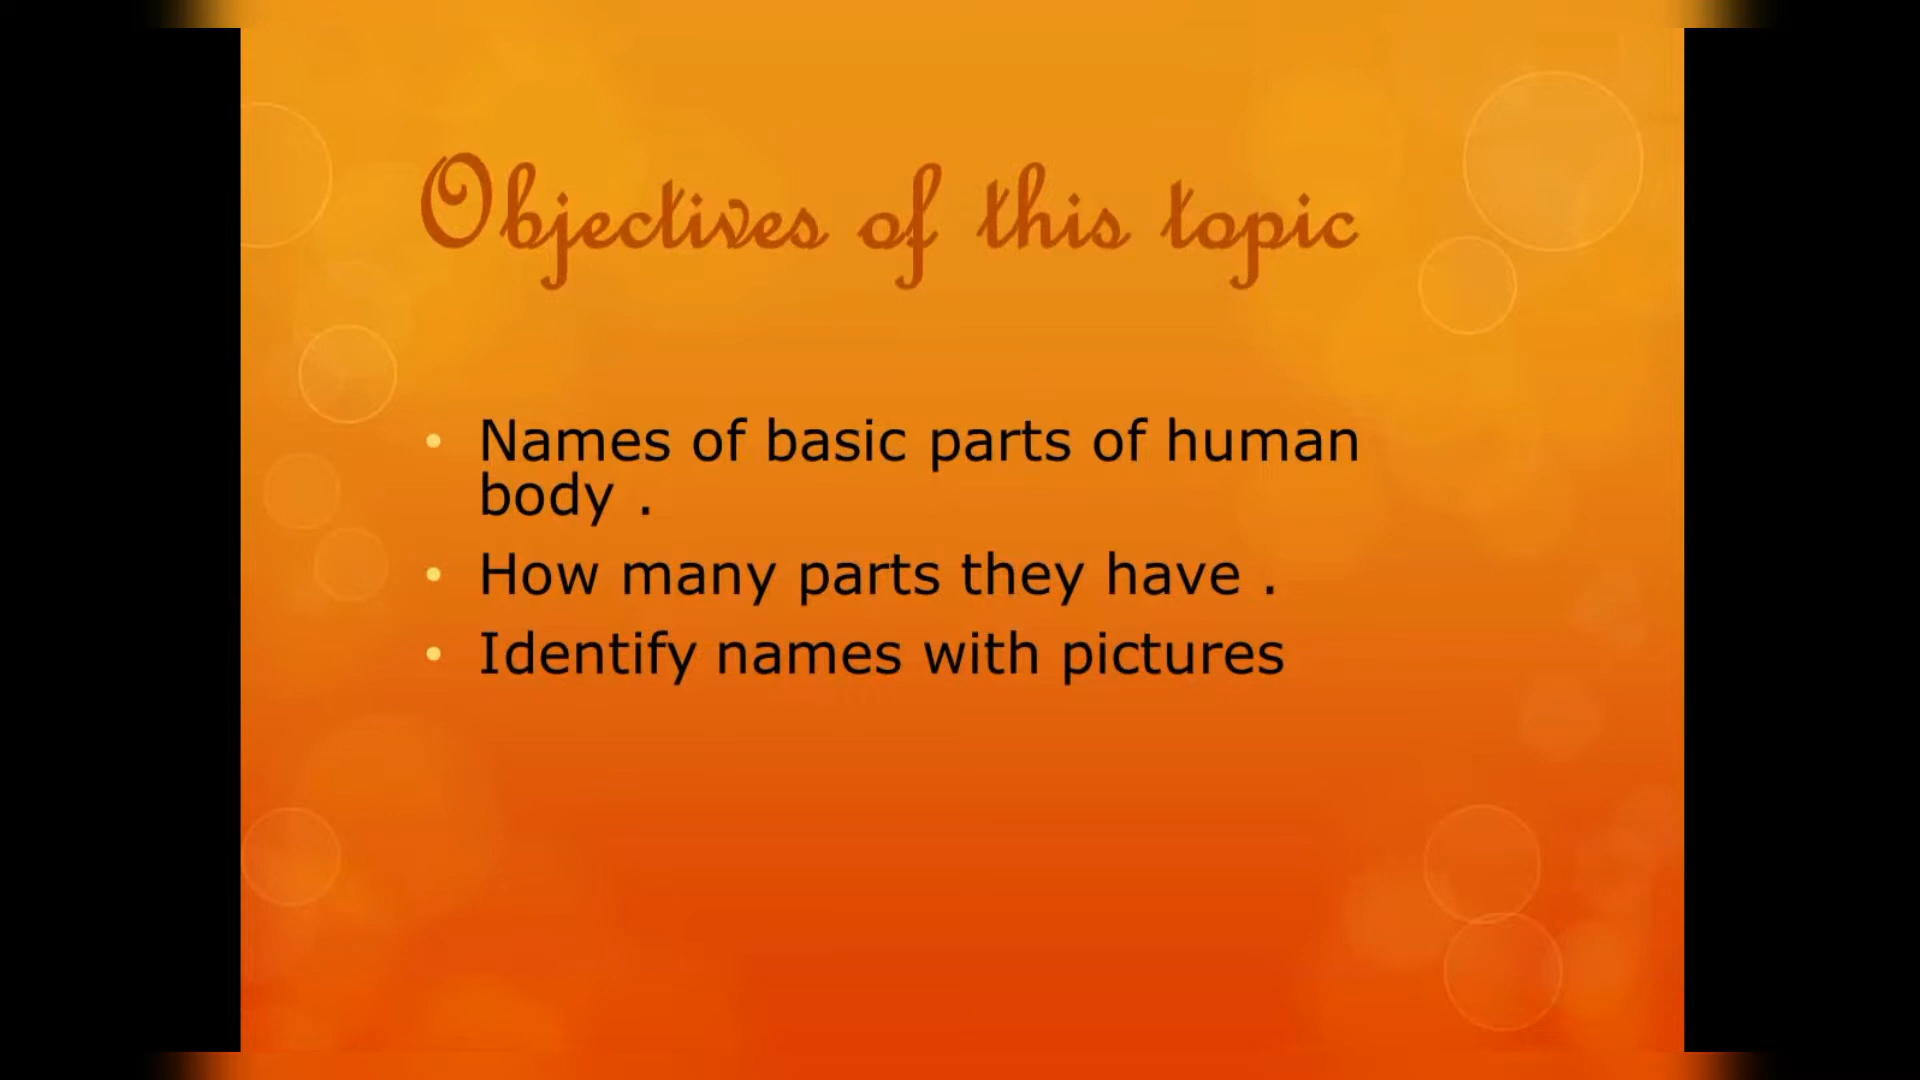 Objectives of this topic
• Names of basic parts of human
body .
• How many parts they have .
• Identify names with pictures